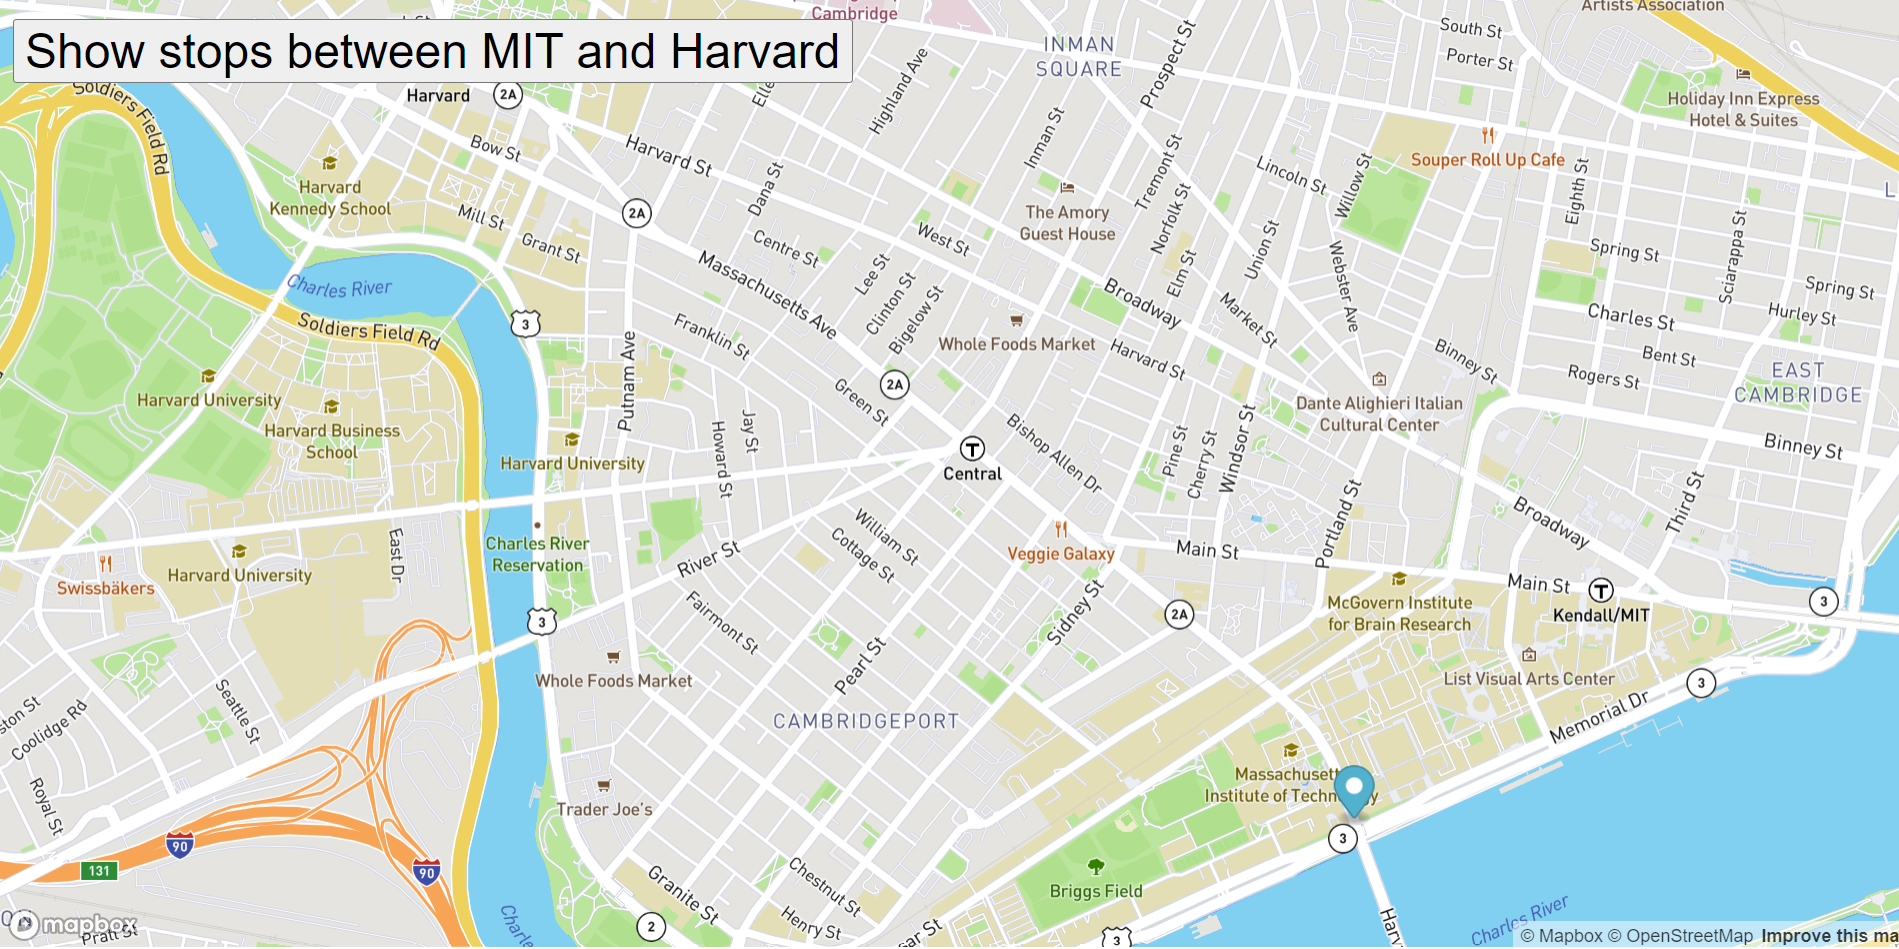 Show stops between MIT and Harvard
Cambridge
Artists Association
INMAN
SQUARE
Prospect St
South St
Porter St
Highland Ave
Holiday Inn Express
Hotel & Suites
Soldiers Field Rd
Harvard
2A
Bow St
Harvard St
Inman St
Souper Roll Up Cafe
Tremont St
Lincoln St
Willow St
Eighth St
Harvard
Kennedy School
Dana St
2A
Mill St
Grant St
Centre St
West St
The Amory
Guest House
Norfolk St
Elm St
Union St
Webster Ave
Spring St
Sciarappa St
Spring St
Charles River
Massachusetts Ave
Lee St
Clinton St
Bigelow St
Broadway
Market St
Charles St
Hurley St
Soldiers Field Rd
3
Franklin St
Putnam Ave
Whole Foods Market
Harvard St
Binney St
Bent St
Rogers St
EAST
CAMBRIDGE
Harvard University
2A
Green St
Dante Alighieri Italian
Cultural Center
Harvard Business
School
Harvard University
Howard St
Jay St
Central
Bishop Allen Dr
Pine St
Cherry St
Windsor St
Portland St
Binney St
Third St
Broadway
Charles River
Reservation
East Dr
William St
Cottage St
River St
Veggie Galaxy
Main St
Swissbäkers
Harvard University
Main St
Kendall/MIT
3
McGovern Institute
for Brain Research
3
Fairmont St
Sidney St
2A
Pearl St
Whole Foods Market
List Visual Arts Center
3
Memorial Dr
Coolidge Rd
Seattle St
CAMBRIDGEPORT
Massachusett
Institute of Technology
Royal St
Trader Joe's
90
131
90
3
Briggs Field
Granite St
Chestnut St
Henry St
2
3
Charles River
mapbox
Pratt St
© Mapbox © OpenStreetMap Improve this ma